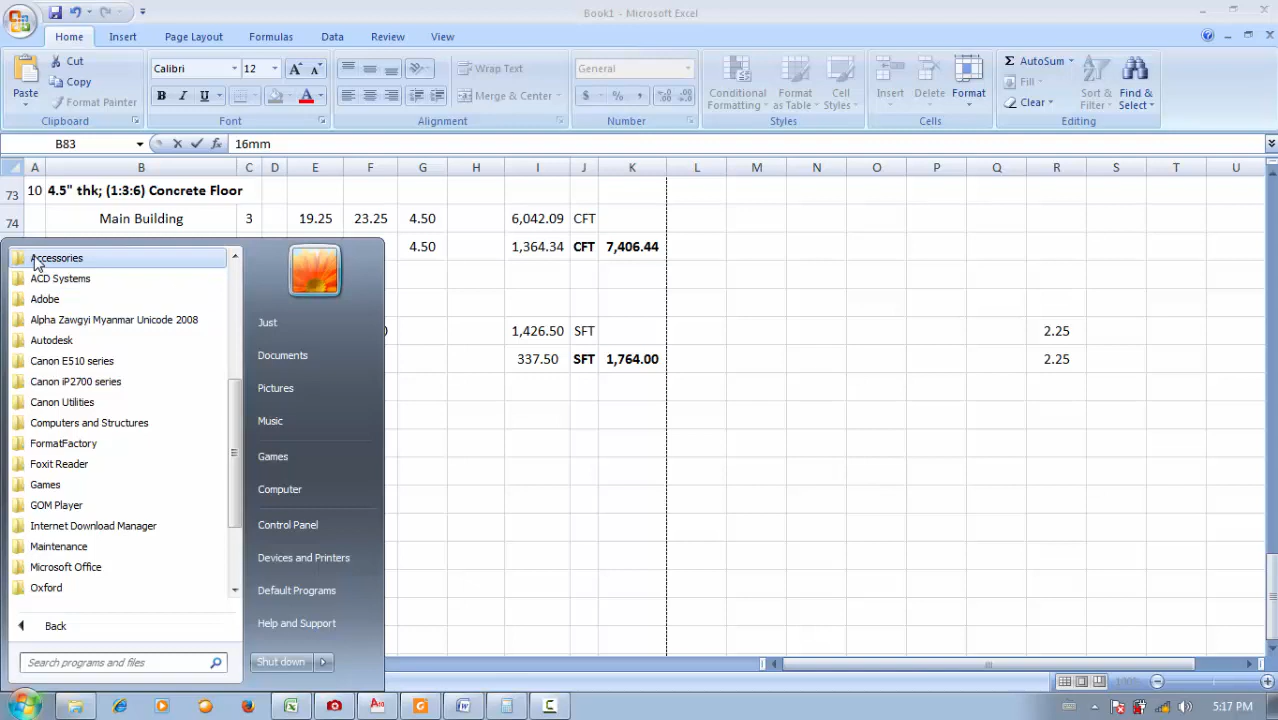 Book1 - Microsoft Excel
Home Insert Page Layout Formulas Data Review View
Paste
Cut
Copy
Format Painter
Clipboard
Calibri 12
B I U
Font
Wrap Text
Merge & Center
Alignment
General
$ % ,
Number
Conditional Formatting
Format as Table
Cell Styles
Styles
Insert Delete Format
Cells
AutoSum
Fill
Clear
Sort & Filter
Find & Select
Editing
B83 fx 16mm
A B C D E F G H I J K L M N O P Q R S T U
73 10 4.5" thk; (1:3:6) Concrete Floor
74 Main Building 3 19.25 23.25 4.50 6,042.09 CFT
4.50 1,364.34 CFT 7,406.44
1,426.50 SFT 2.25
337.50 SFT 1,764.00 2.25
Accessories
ACD Systems
Adobe
Alpha Zawgyi Myanmar Unicode 2008
Autodesk
Canon E510 series
Canon iP2700 series
Canon Utilities
Computers and Structures
FormatFactory
Foxit Reader
Games
GOM Player
Internet Download Manager
Maintenance
Microsoft Office
Oxford
Back
Search programs and files
Just
Documents
Pictures
Music
Games
Computer
Control Panel
Devices and Printers
Default Programs
Help and Support
Shut down
100%
5:17 PM